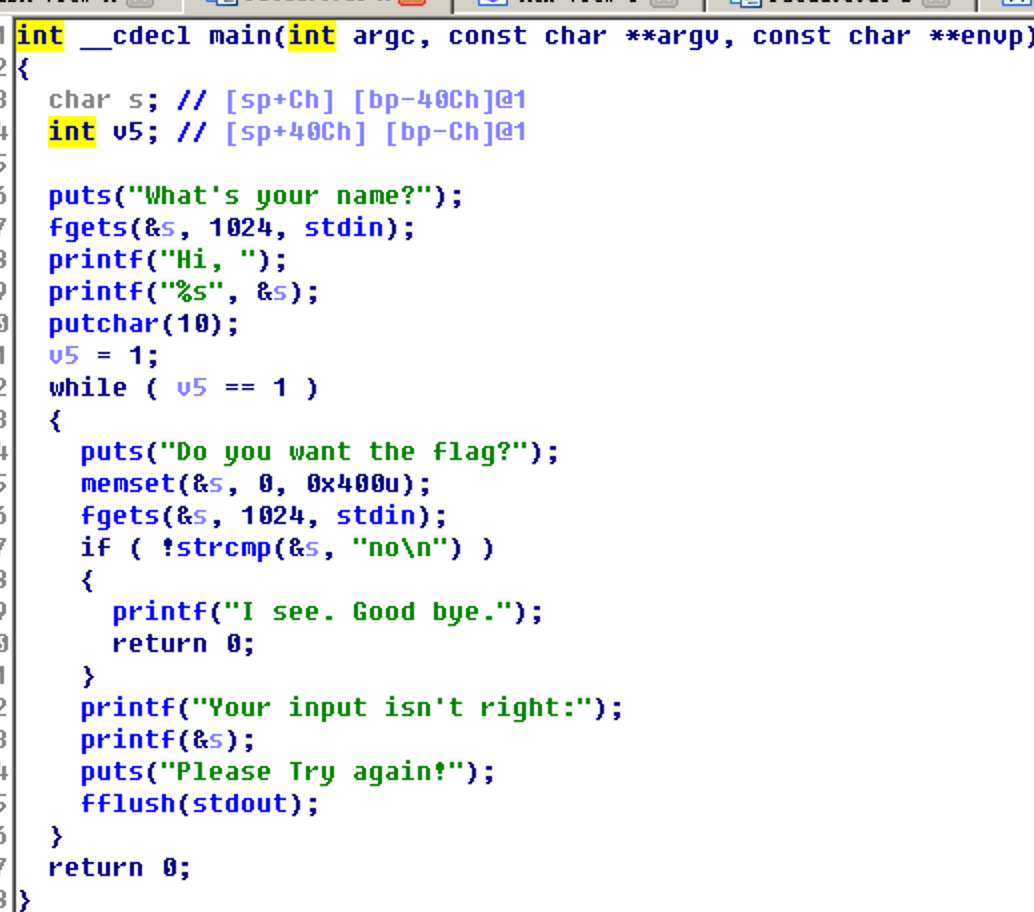 int __cdecl main(int argc, const char **argv, const char **envp)
{
char s; // [sp+Ch] [bp-40Ch]@1
int v5; // [sp+40Ch] [bp-Ch]@1
puts("What's your name?");
fgets(&s, 1024, stdin);
printf("Hi, ");
printf("%s", &s);
putchar(10);
v5 = 1;
while ( v5 == 1 )
{
puts("Do you want the flag?");
memset(&s, 0, 0x400u);
fgets(&s, 1024, stdin);
if ( !strcmp(&s, "no\n") )
{
printf("I see. Good bye.");
return 0;
}
printf("Your input isn't right:");
printf(&s);
puts("Please Try again!");
fflush(stdout);
}
return 0;
}